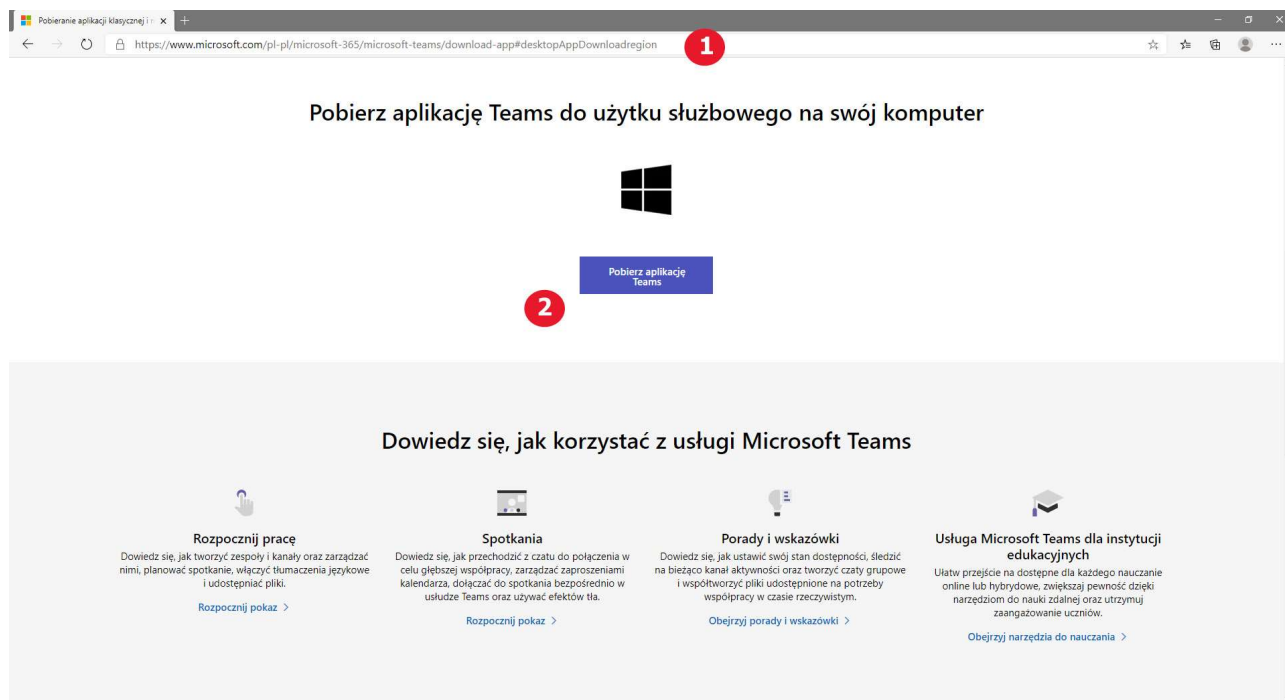 Pobieranie aplikacji klasycznej i
https://www.microsoft.com/pl-pl/microsoft-365/microsoft-teams/download-app#desktopAppDownloadregion
1
Pobierz aplikację Teams do użytku służbowego na swój komputer
Pobierz aplikację
Teams
2
Dowiedz się, jak korzystać z usługi Microsoft Teams
Rozpocznij pracę
Dowiedz się, jak tworzyć zespoły i kanały oraz zarządzać
nimi, planować spotkanie, włączyć tłumaczenia językowe
i udostępniać pliki.
Rozpocznij pokaz >
Spotkania
Dowiedz się, jak przechodzić z czatu do połączenia w
celu głębszej współpracy, zarządzać zaproszeniami
kalendarza, dołączać do spotkania bezpośrednio w
usłudze Teams oraz używać efektów tła.
Rozpocznij pokaz >
Porady i wskazówki
Dowiedz się, jak ustawić swój stan dostępności, śledzić
na bieżąco kanał aktywności oraz tworzyć czaty grupowe
i współtworzyć pliki udostępnione na potrzeby
współpracy w czasie rzeczywistym.
Obejrzyj porady i wskazówki >
Usługa Microsoft Teams dla instytucji
edukacyjnych
Ułatw przejście na dostępne dla każdego nauczanie
online lub hybrydowe, zwiększaj pewność dzięki
narzędziom do nauki zdalnej oraz utrzymuj
zaangażowanie uczniów.
Obejrzyj narzędzia do nauczania >